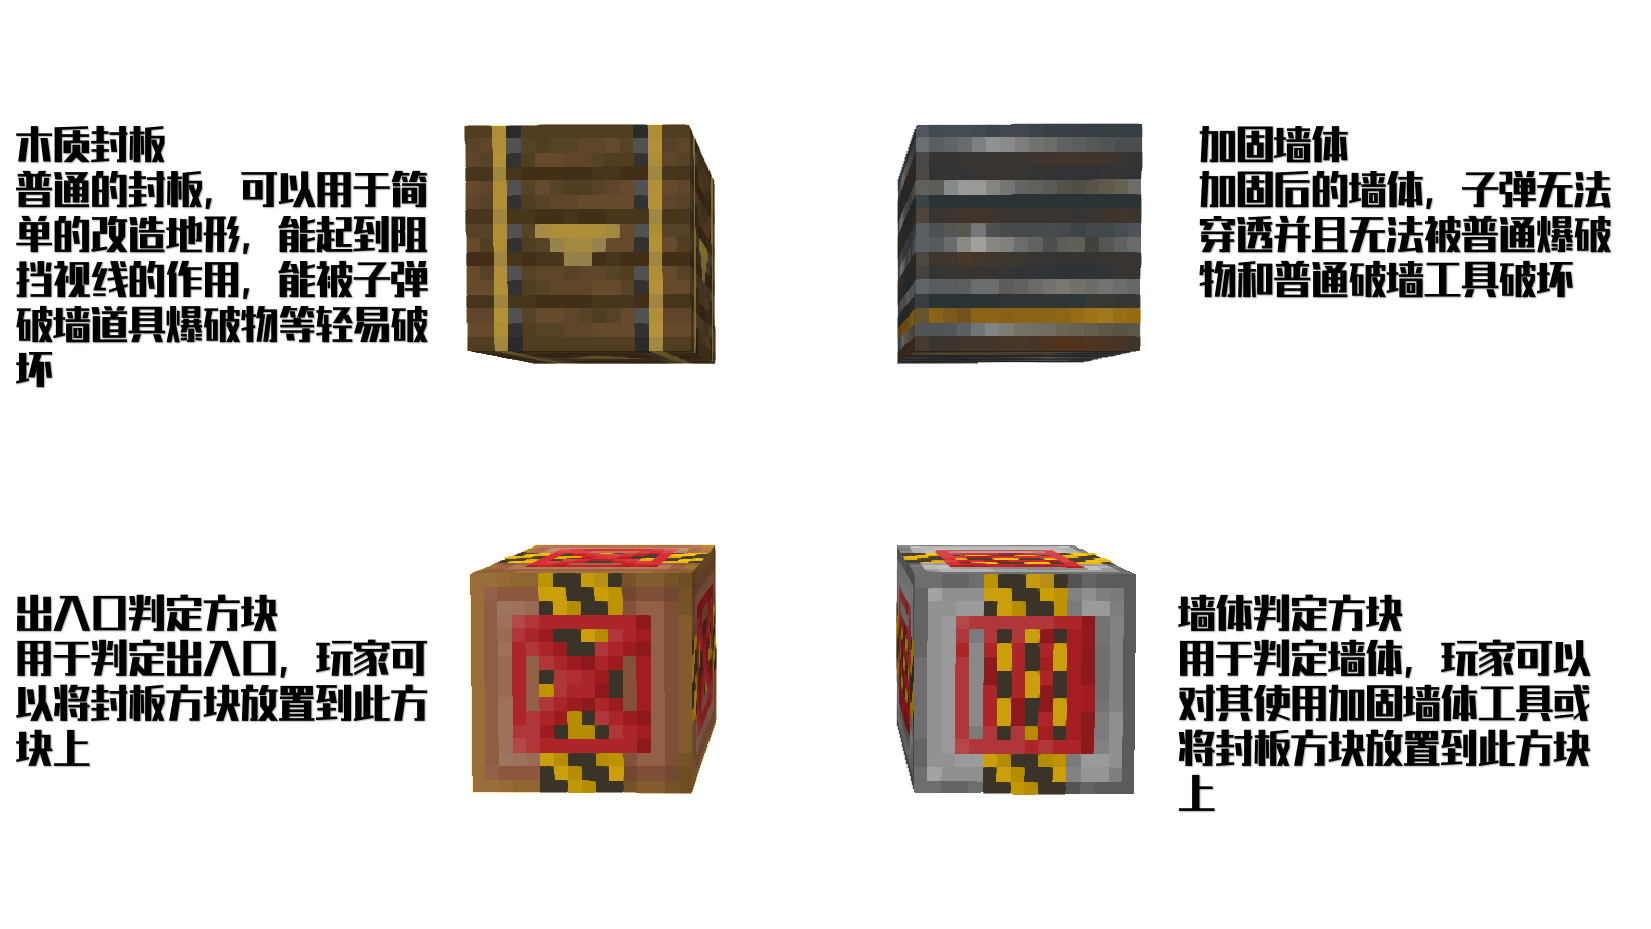 木质封板
普通的封板，可以用于简
单的改造地形，能起到阻
挡视线的作用，能被子弹
破墙道具爆破物等轻易破
坏
加固墙体
加固后的墙体，子弹无法
穿透并且无法被普通爆破
物和普通破墙工具破坏
出入口判定方块
用于判定出入口，玩家可
以将封板方块放置到此方
块上
墙体判定方块
用于判定墙体，玩家可以
对其使用加固墙体工具或
将封板方块放置到此方块
上